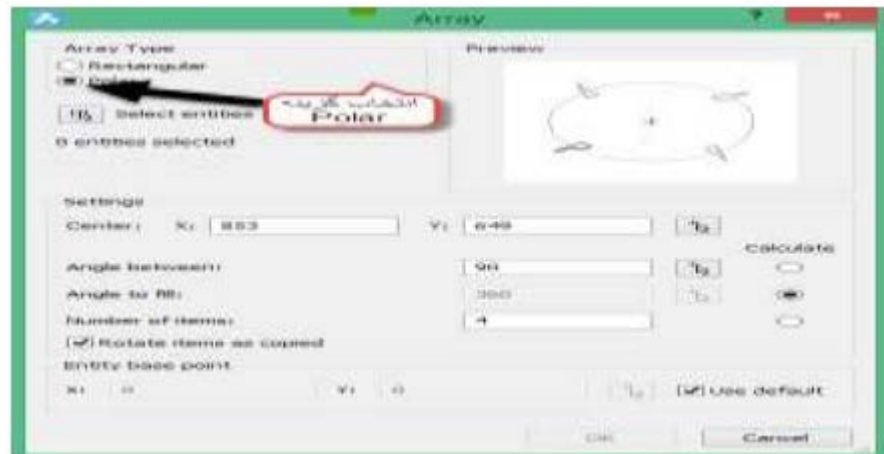 Array
?
Array Type
Rectangular
Polar
انتخاب گزینه
Polar
Select entities
0 entities selected
Preview
Settings
Center: X: 853 Y: 649
Calculate
Angle between: 90
Angle to fill: 360
Number of items: 4
Rotate items as copied
Entity base point
X: 0 Y: 0 Use default
OK Cancel